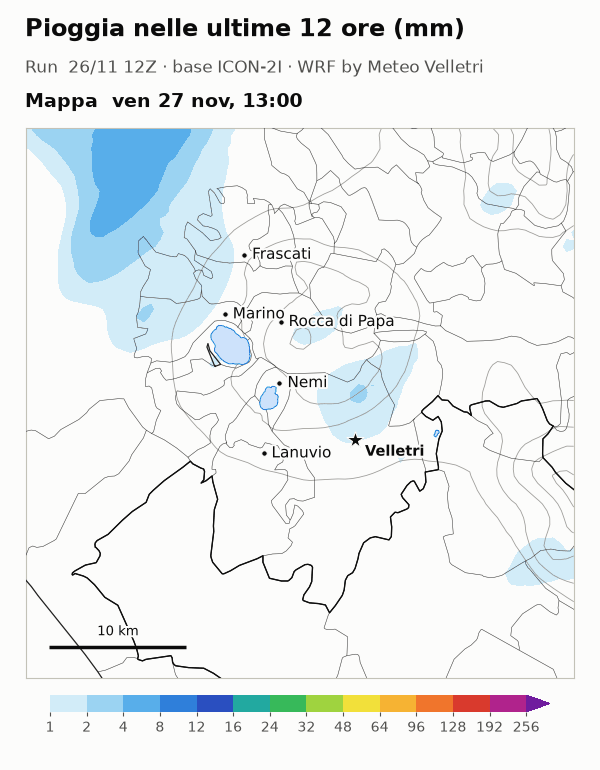 Pioggia nelle ultime 12 ore (mm)
Run 26/11 12Z · base ICON-2I · WRF by Meteo Velletri
Mappa ven 27 nov, 13:00
Frascati
Marino
Rocca di Papa
Nemi
Velletri
Lanuvio
10 km
1 2 4 8 12 16 24 32 48 64 96 128 192 256